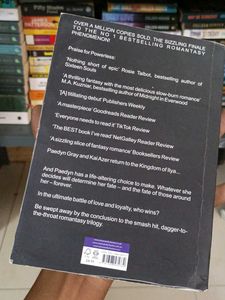 OVER A MILLION COPIES SOLD. THE SIZZLING FINALE
TO THE NO 1 BESTSELLING ROMANTASY
PHENOMENON!
Praise for Powerless:
'Nothing short of epic' Rosie Talbot, bestselling author of
Sixteen Souls
'A thrilling fantasy with the most delicious slow-burn romance'
M.A. Kuzniar, bestselling author of Midnight in Everwood
'[A] sizzling debut' Publishers Weekly
'A masterpiece' Goodreads Review
'Everyone needs to read it' TikTok Review
'The BEST book I've read' NetGalley Review
'A sizzling slice of fantasy romance' Booksellers Review
Paedyn Gray and Kai Azer return to the Kingdom of Ilya...
And Paedyn has a life-altering choice to make. Whatever she
decides will determine her fate – and the fate of those around
her – forever.
In the ultimate battle of love and loyalty, who wins?
Be swept away by the conclusion to the smash hit, dagger-to-
the-throat romantasy trilogy.